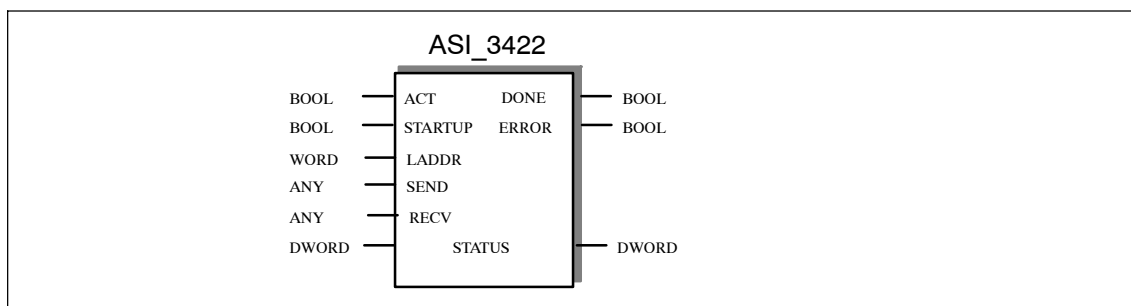 ASI_3422
BOOL ACT DONE BOOL
BOOL STARTUP ERROR BOOL
WORD LADDR
ANY SEND
ANY RECV
DWORD STATUS DWORD